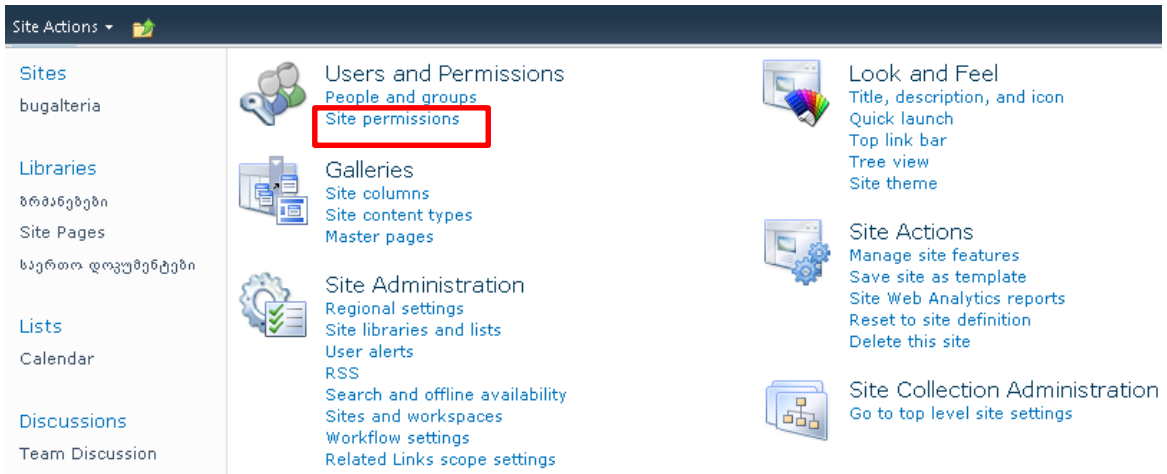 Site Actions
Sites
bugalteria
Libraries
ბრძანებები
Site Pages
საერთო დოკუმენტები
Lists
Calendar
Discussions
Team Discussion
Users and Permissions
People and groups
Site permissions
Galleries
Site columns
Site content types
Master pages
Site Administration
Regional settings
Site libraries and lists
User alerts
RSS
Search and offline availability
Sites and workspaces
Workflow settings
Related Links scope settings
Look and Feel
Title, description, and icon
Quick launch
Top link bar
Tree view
Site theme
Site Actions
Manage site features
Save site as template
Site Web Analytics reports
Reset to site definition
Delete this site
Site Collection Administration
Go to top level site settings